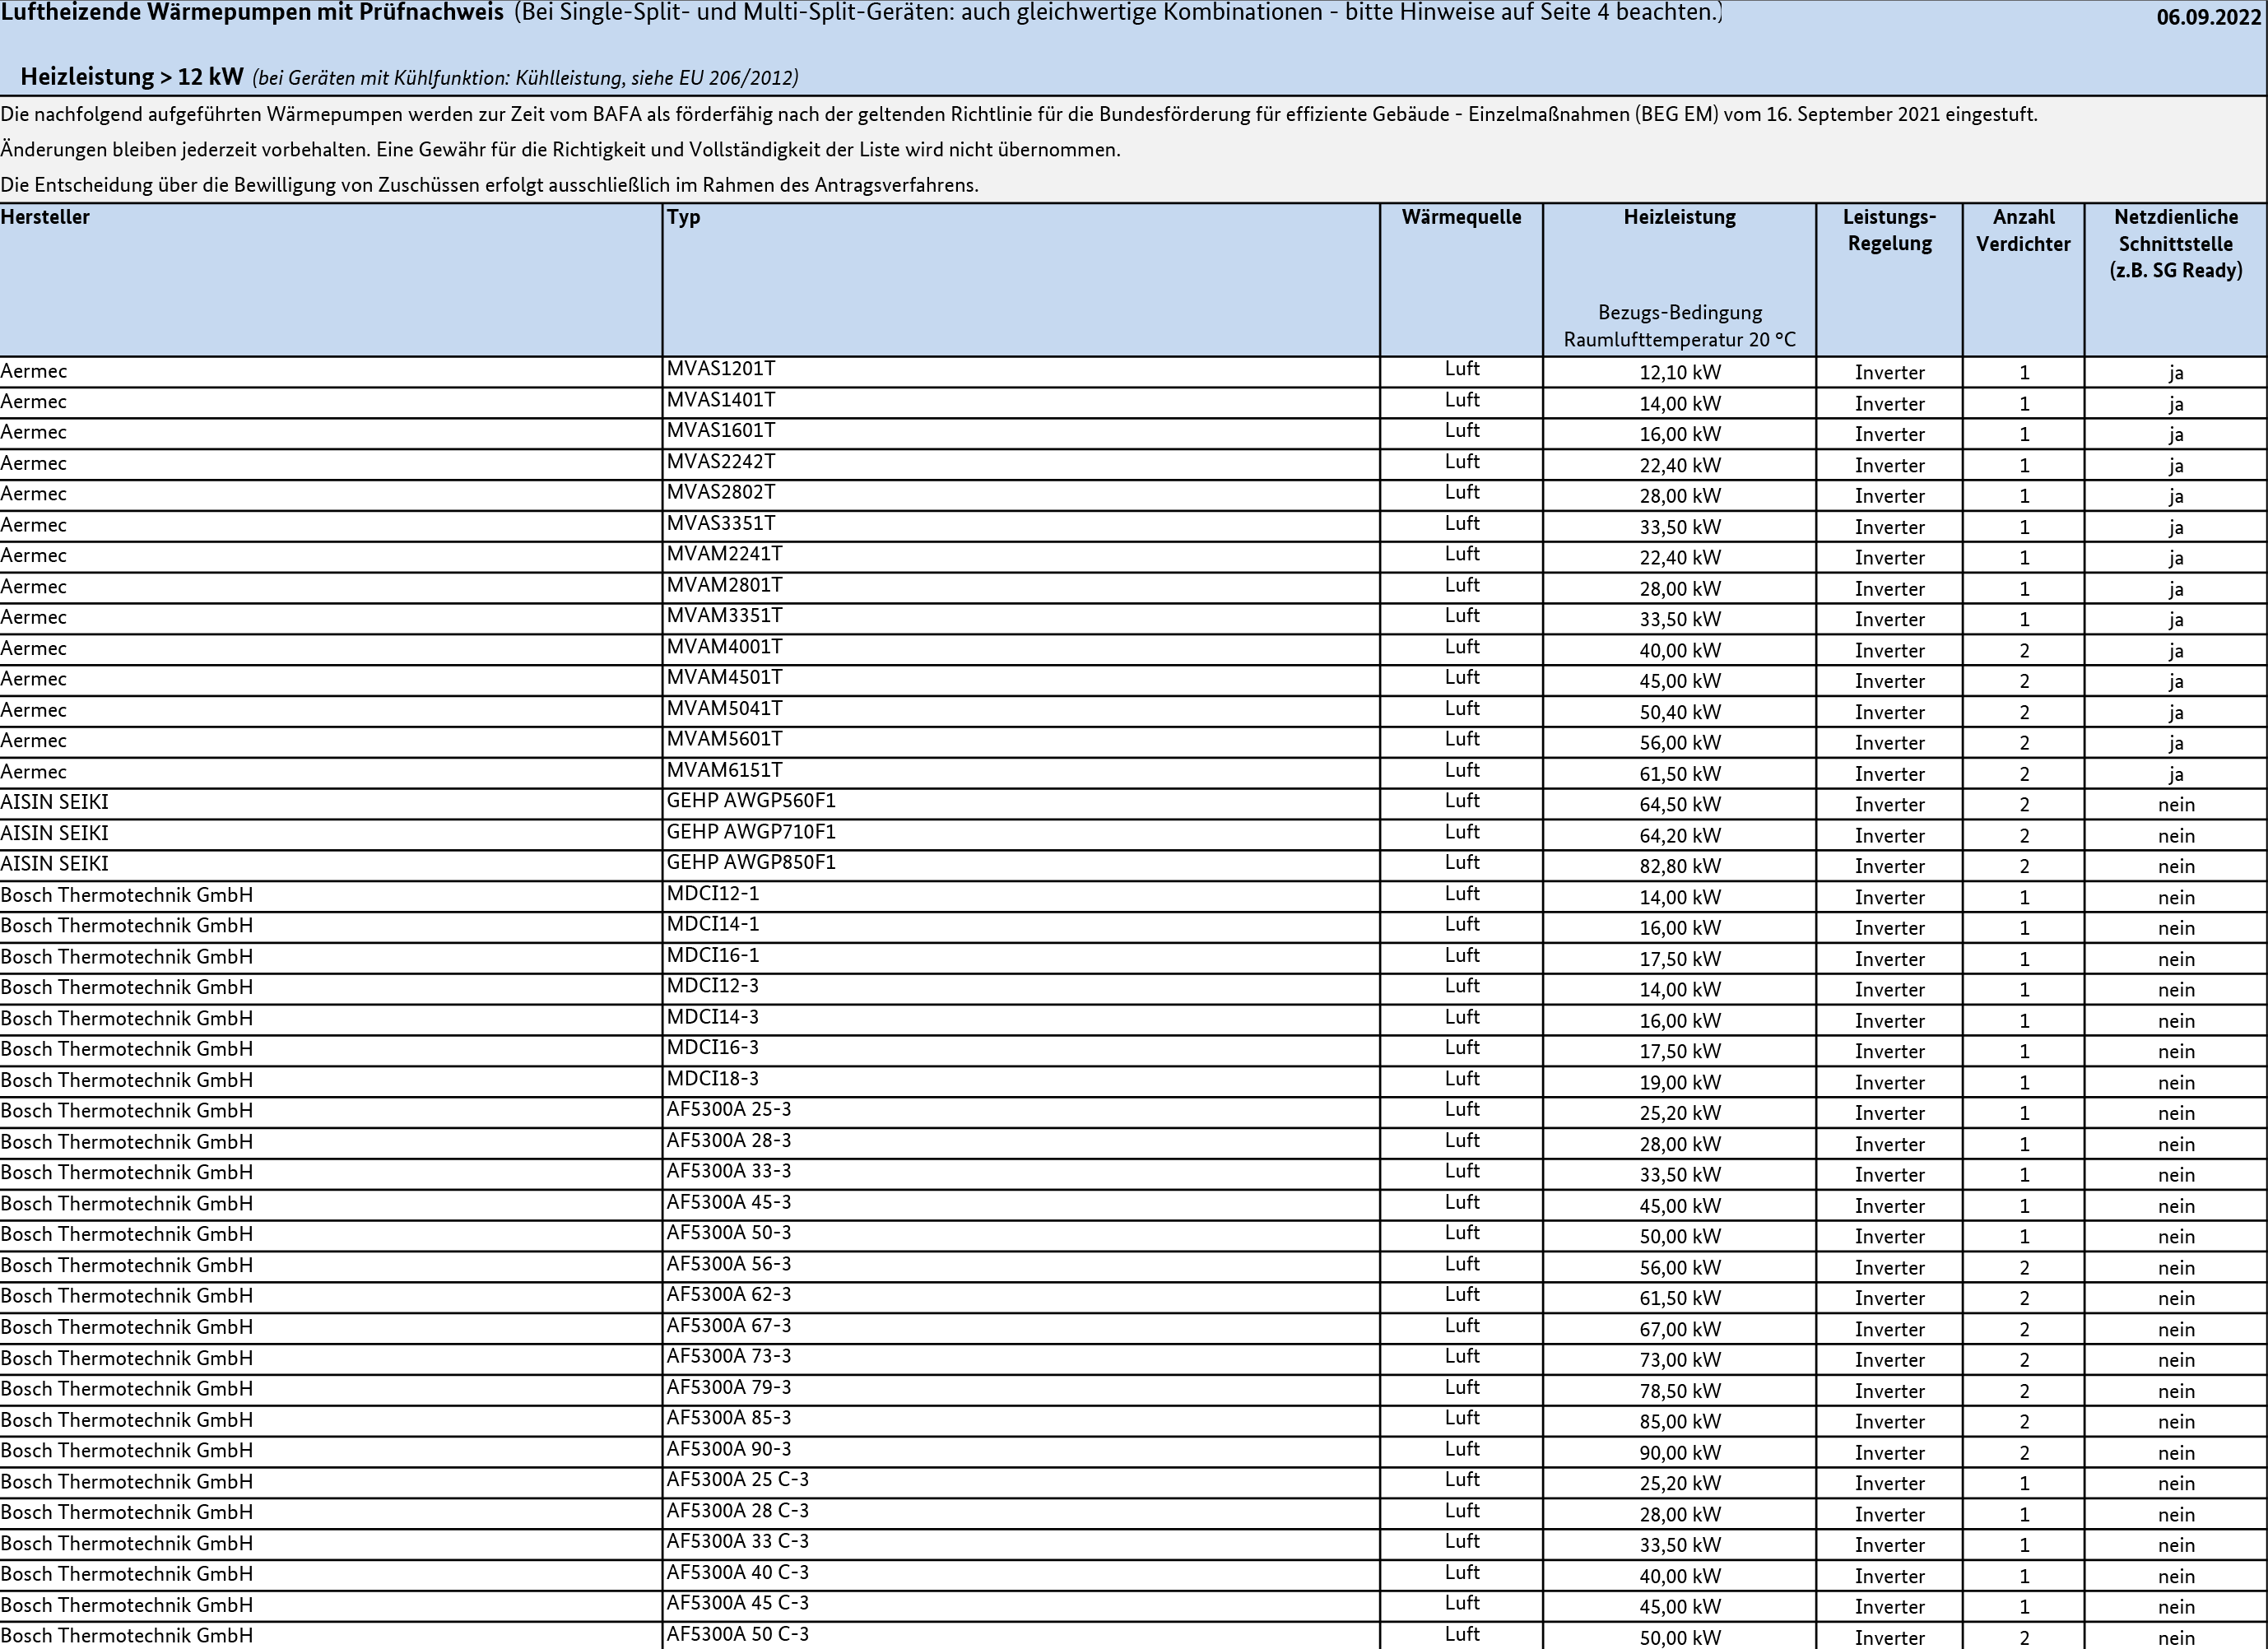 Luftheizende Wärmepumpen mit Prüfnachweis (Bei Single-Split- und Multi-Split-Geräten: auch gleichwertige Kombinationen - bitte Hinweise auf Seite 4 beachten.) 06.09.2022
Heizleistung > 12 kW (bei Geräten mit Kühlfunktion: Kühlleistung, siehe EU 206/2012)
Die nachfolgend aufgeführten Wärmepumpen werden zur Zeit vom BAFA als förderfähig nach der geltenden Richtlinie für die Bundesförderung für effiziente Gebäude - Einzelmaßnahmen (BEG EM) vom 16. September 2021 eingestuft.
Änderungen bleiben jederzeit vorbehalten. Eine Gewähr für die Richtigkeit und Vollständigkeit der Liste wird nicht übernommen.
Die Entscheidung über die Bewilligung von Zuschüssen erfolgt ausschließlich im Rahmen des Antragsverfahrens.
Hersteller Typ Wärmequelle Heizleistung Leistungs- Anzahl Netzdienliche
Regelung Verdichter Schnittstelle
(z.B. SG Ready)
Bezugs-Bedingung
Raumlufttemperatur 20 °C
Aermec MVAS1201T Luft 12,10 kW Inverter 1 ja
Aermec MVAS1401T Luft 14,00 kW Inverter 1 ja
Aermec MVAS1601T Luft 16,00 kW Inverter 1 ja
Aermec MVAS2242T Luft 22,40 kW Inverter 1 ja
Aermec MVAS2802T Luft 28,00 kW Inverter 1 ja
Aermec MVAS3351T Luft 33,50 kW Inverter 1 ja
Aermec MVAM2241T Luft 22,40 kW Inverter 1 ja
Aermec MVAM2801T Luft 28,00 kW Inverter 1 ja
Aermec MVAM3351T Luft 33,50 kW Inverter 1 ja
Aermec MVAM4001T Luft 40,00 kW Inverter 2 ja
Aermec MVAM4501T Luft 45,00 kW Inverter 2 ja
Aermec MVAM5041T Luft 50,40 kW Inverter 2 ja
Aermec MVAM5601T Luft 56,00 kW Inverter 2 ja
Aermec MVAM6151T Luft 61,50 kW Inverter 2 ja
AISIN SEIKI GEHP AWGP560F1 Luft 64,50 kW Inverter 2 nein
AISIN SEIKI GEHP AWGP710F1 Luft 64,20 kW Inverter 2 nein
AISIN SEIKI GEHP AWGP850F1 Luft 82,80 kW Inverter 2 nein
Bosch Thermotechnik GmbH MDCI12-1 Luft 14,00 kW Inverter 1 nein
Bosch Thermotechnik GmbH MDCI14-1 Luft 16,00 kW Inverter 1 nein
Bosch Thermotechnik GmbH MDCI16-1 Luft 17,50 kW Inverter 1 nein
Bosch Thermotechnik GmbH MDCI12-3 Luft 14,00 kW Inverter 1 nein
Bosch Thermotechnik GmbH MDCI14-3 Luft 16,00 kW Inverter 1 nein
Bosch Thermotechnik GmbH MDCI16-3 Luft 17,50 kW Inverter 1 nein
Bosch Thermotechnik GmbH MDCI18-3 Luft 19,00 kW Inverter 1 nein
Bosch Thermotechnik GmbH AF5300A 25-3 Luft 25,20 kW Inverter 1 nein
Bosch Thermotechnik GmbH AF5300A 28-3 Luft 28,00 kW Inverter 1 nein
Bosch Thermotechnik GmbH AF5300A 33-3 Luft 33,50 kW Inverter 1 nein
Bosch Thermotechnik GmbH AF5300A 45-3 Luft 45,00 kW Inverter 1 nein
Bosch Thermotechnik GmbH AF5300A 50-3 Luft 50,00 kW Inverter 1 nein
Bosch Thermotechnik GmbH AF5300A 56-3 Luft 56,00 kW Inverter 2 nein
Bosch Thermotechnik GmbH AF5300A 62-3 Luft 61,50 kW Inverter 2 nein
Bosch Thermotechnik GmbH AF5300A 67-3 Luft 67,00 kW Inverter 2 nein
Bosch Thermotechnik GmbH AF5300A 73-3 Luft 73,00 kW Inverter 2 nein
Bosch Thermotechnik GmbH AF5300A 79-3 Luft 78,50 kW Inverter 2 nein
Bosch Thermotechnik GmbH AF5300A 85-3 Luft 85,00 kW Inverter 2 nein
Bosch Thermotechnik GmbH AF5300A 90-3 Luft 90,00 kW Inverter 2 nein
Bosch Thermotechnik GmbH AF5300A 25 C-3 Luft 25,20 kW Inverter 1 nein
Bosch Thermotechnik GmbH AF5300A 28 C-3 Luft 28,00 kW Inverter 1 nein
Bosch Thermotechnik GmbH AF5300A 33 C-3 Luft 33,50 kW Inverter 1 nein
Bosch Thermotechnik GmbH AF5300A 40 C-3 Luft 40,00 kW Inverter 1 nein
Bosch Thermotechnik GmbH AF5300A 45 C-3 Luft 45,00 kW Inverter 1 nein
Bosch Thermotechnik GmbH AF5300A 50 C-3 Luft 50,00 kW Inverter 2 nein